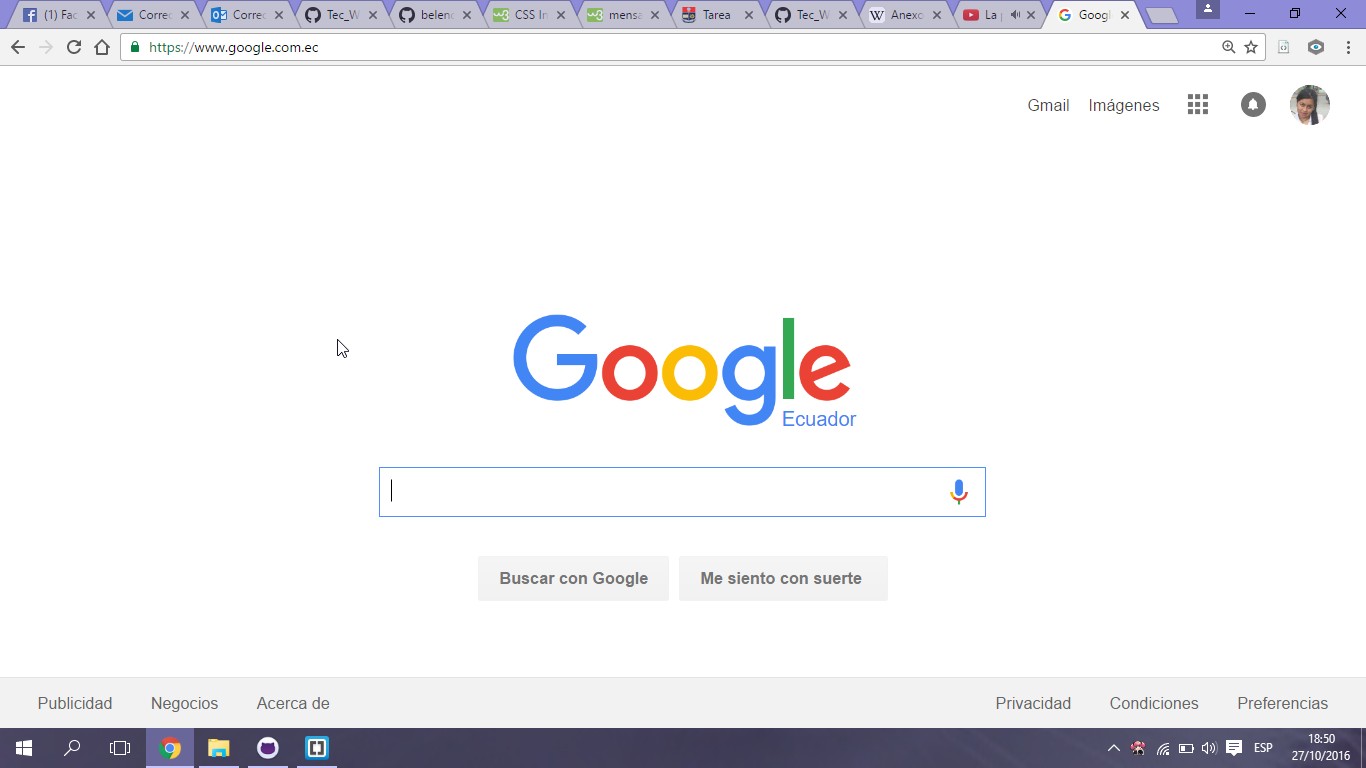 (1) Fac Correo Correo Tec_W belenc CSS In mensa Tarea Tec_W Anexo: La Googl
https://www.google.com.ec
Gmail Imágenes
Google
Ecuador
Buscar con Google Me siento con suerte
Publicidad Negocios Acerca de Privacidad Condiciones Preferencias
ESP 18:50
27/10/2016